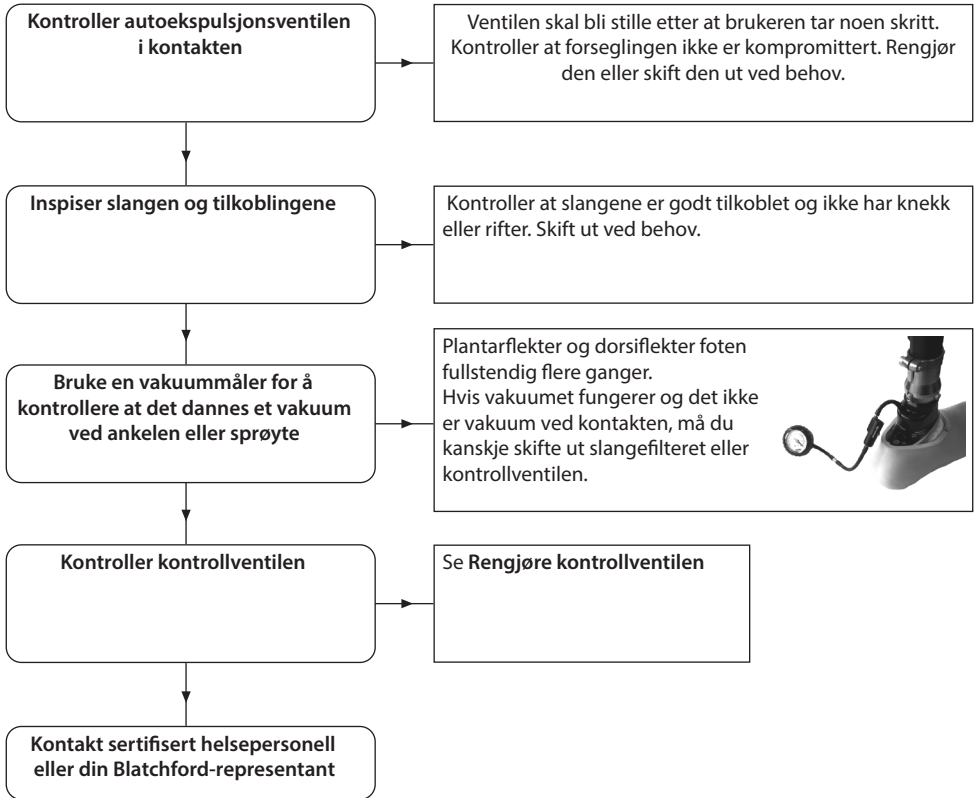 Kontroller autoekspulsjonsventilen
i kontakten
Ventilen skal bli stille etter at brukeren tar noen skritt.
Kontroller at forseglingen ikke er kompromittert. Rengjør
den eller skift den ut ved behov.
Inspiser slangen og tilkoblingene
Kontroller at slangene er godt tilkoblet og ikke har knekk
eller rifter. Skift ut ved behov.
Bruke en vakuummåler for å
kontrollere at det dannes et vakuum
ved ankelen eller sprøyte
Plantarflekter og dorsiflekter foten
fullstendig flere ganger.
Hvis vakuumet fungerer og det ikke
er vakuum ved kontakten, må du
kanskje skifte ut slangefilteret eller
kontrollventilen.
Kontroller kontrollventilen
Se Rengjøre kontrollventilen
Kontakt sertifisert helsepersonell
eller din Blatchford-representant